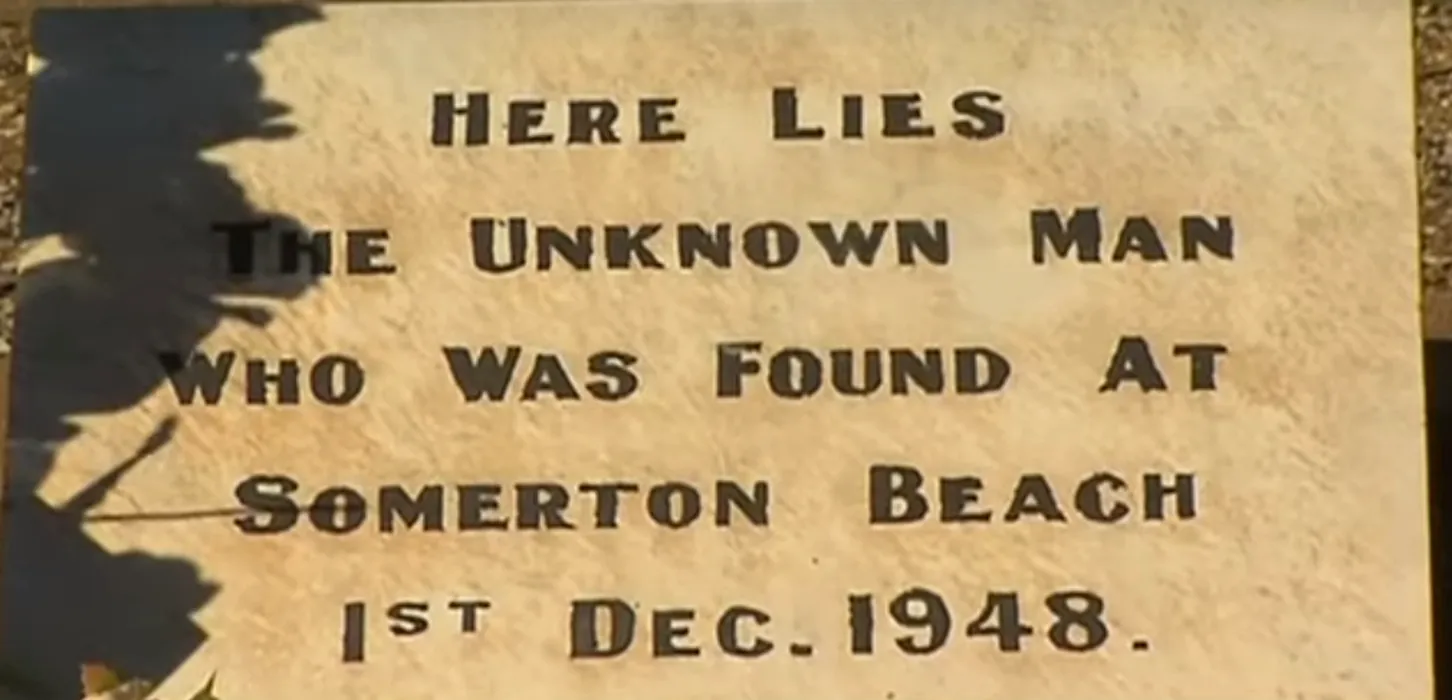 HERE LIES
THE UNKNOWN MAN
WHO WAS FOUND AT
SOMERTON BEACH
1ST DEC. 1948.